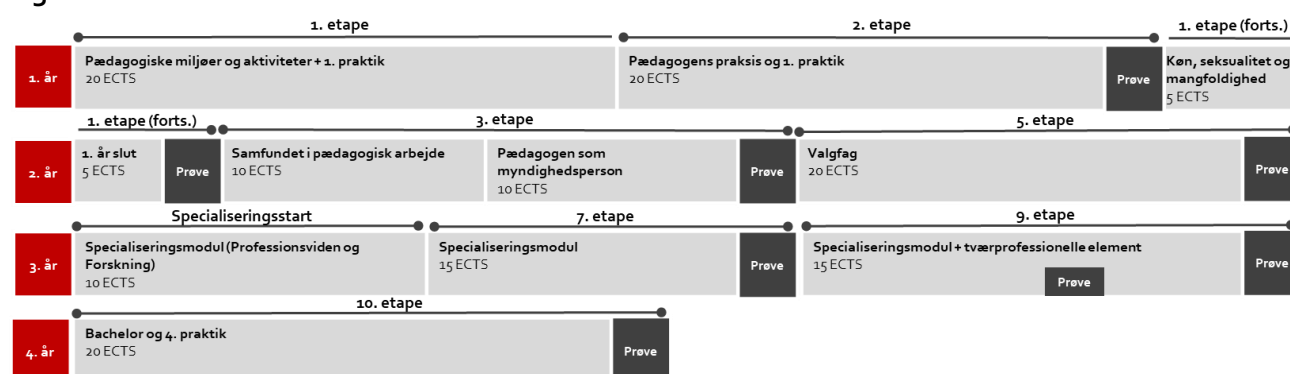 1. etape
2. etape
1. etape (forts.)
1. år
Pædagogiske miljøer og aktiviteter + 1. praktik
20 ECTS
Pædagogens praksis og 1. praktik
20 ECTS
Prøve
Køn, seksualitet og
mangfoldighed
5 ECTS
1. etape (forts.)
3. etape
5. etape
2. år
1. år slut
5 ECTS
Prøve
Samfundet i pædagogisk arbejde
10 ECTS
Pædagogen som
myndighedsperson
10 ECTS
Prøve
Valgfag
20 ECTS
Prøve
Specialiseringsstart
7. etape
9. etape
3. år
Specialiseringsmodul (Professionsviden og
Forskning)
10 ECTS
Specialiseringsmodul
15 ECTS
Prøve
Specialiseringsmodul + tværprofessionelle element
15 ECTS
Prøve
Prøve
10. etape
4. år
Bachelor og 4. praktik
20 ECTS
Prøve